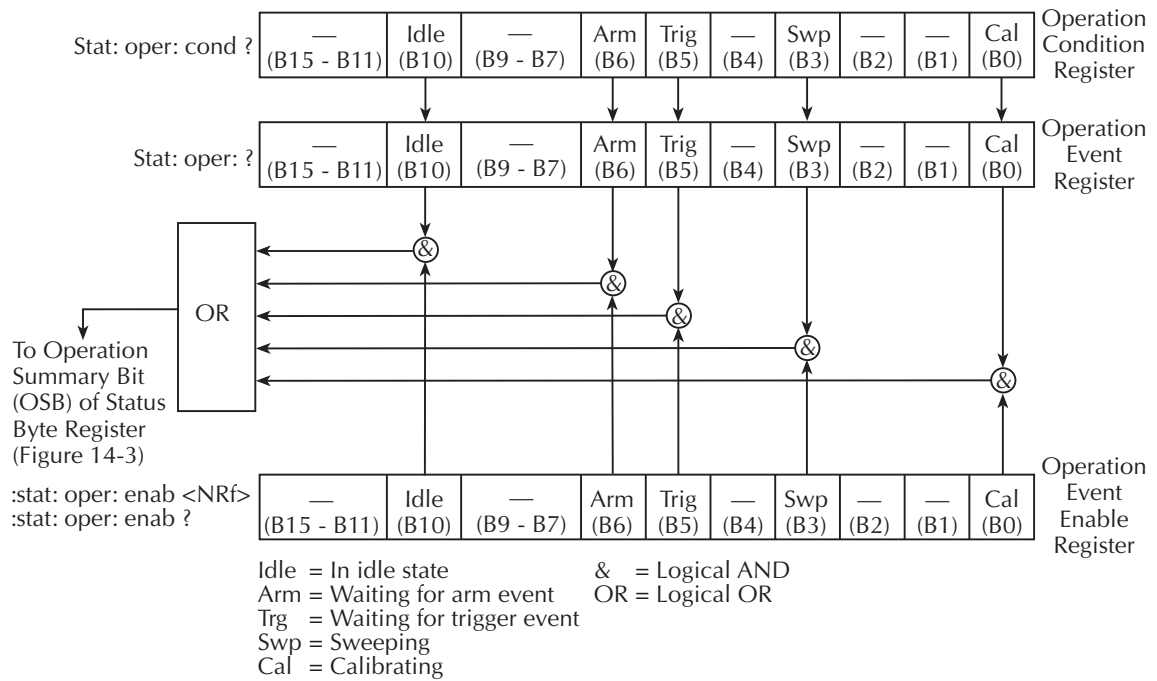 Stat: oper: cond ?
— (B15 - B11)
Idle (B10)
— (B9 - B7)
Arm (B6)
Trig (B5)
— (B4)
Swp (B3)
— (B2)
— (B1)
Cal (B0)
Operation
Condition
Register
Stat: oper: ?
— (B15 - B11)
Idle (B10)
— (B9 - B7)
Arm (B6)
Trig (B5)
— (B4)
Swp (B3)
— (B2)
— (B1)
Cal (B0)
Operation
Event
Register
&
&
&
&
&
OR
To Operation
Summary Bit
(OSB) of Status
Byte Register
(Figure 14-3)
:stat: oper: enab <NRf>
:stat: oper: enab ?
— (B15 - B11)
Idle (B10)
— (B9 - B7)
Arm (B6)
Trig (B5)
— (B4)
Swp (B3)
— (B2)
— (B1)
Cal (B0)
Operation
Event
Enable
Register
Idle = In idle state
Arm = Waiting for arm event
Trg = Waiting for trigger event
Swp = Sweeping
Cal = Calibrating
& = Logical AND
OR = Logical OR